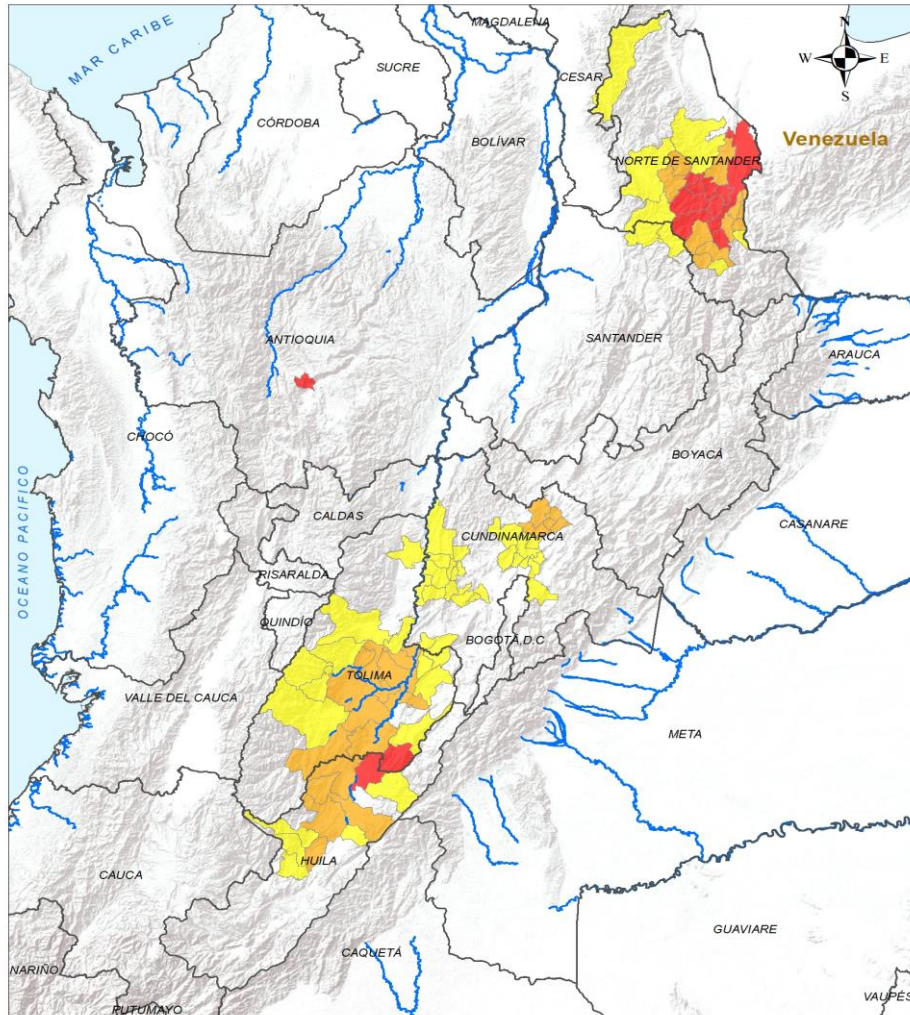 MAGDALENA
N
MAR CARIBE
W
E
SUCRE
CESAR
S
CÓRDOBA
BOLÍVAR
Venezuela
NORTE DE SANTANDER
ANTIOQUIA
SANTANDER
ARAUCA
CHOCÓ
BOYACÁ
OCEANO PACIFICO
CALDAS
CUNDINAMARCA
CASANARE
RISARALDA
QUINDÍO
BOGOTÁ,D.C
TOLIMA
VALLE DEL CAUCA
META
HUILA
CAUCA
CAQUETÁ
GUAVIARE
NARIÑO
VAUPÉS
PUTUMAYO